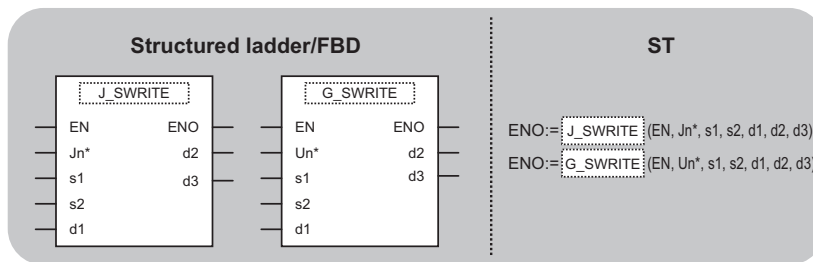 Structured ladder/FBD
J_SWRITE
EN ENO
Jn* d2
s1 d3
s2
d1
G_SWRITE
EN ENO
Un* d2
s1 d3
s2
d1
ST
ENO:= J_SWRITE (EN, Jn*, s1, s2, d1, d2, d3)
ENO:= G_SWRITE (EN, Un*, s1, s2, d1, d2, d3)